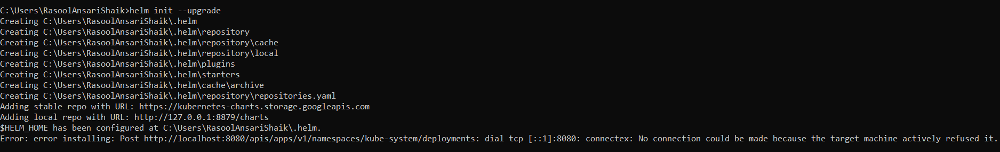 C:\Users\RasoolAnsariShaik>helm init --upgrade
Creating C:\Users\RasoolAnsariShaik\.helm
Creating C:\Users\RasoolAnsariShaik\.helm\repository
Creating C:\Users\RasoolAnsariShaik\.helm\repository\cache
Creating C:\Users\RasoolAnsariShaik\.helm\repository\local
Creating C:\Users\RasoolAnsariShaik\.helm\plugins
Creating C:\Users\RasoolAnsariShaik\.helm\starters
Creating C:\Users\RasoolAnsariShaik\.helm\cache\archive
Creating C:\Users\RasoolAnsariShaik\.helm\repository\repositories.yaml
Adding stable repo with URL: https://kubernetes-charts.storage.googleapis.com
Adding local repo with URL: http://127.0.0.1:8879/charts
$HELM_HOME has been configured at C:\Users\RasoolAnsariShaik\.helm.
Error: error installing: Post http://localhost:8080/apis/apps/v1/namespaces/kube-system/deployments: dial tcp [::1]:8080: connectex: No connection could be made because the target machine actively refused it.